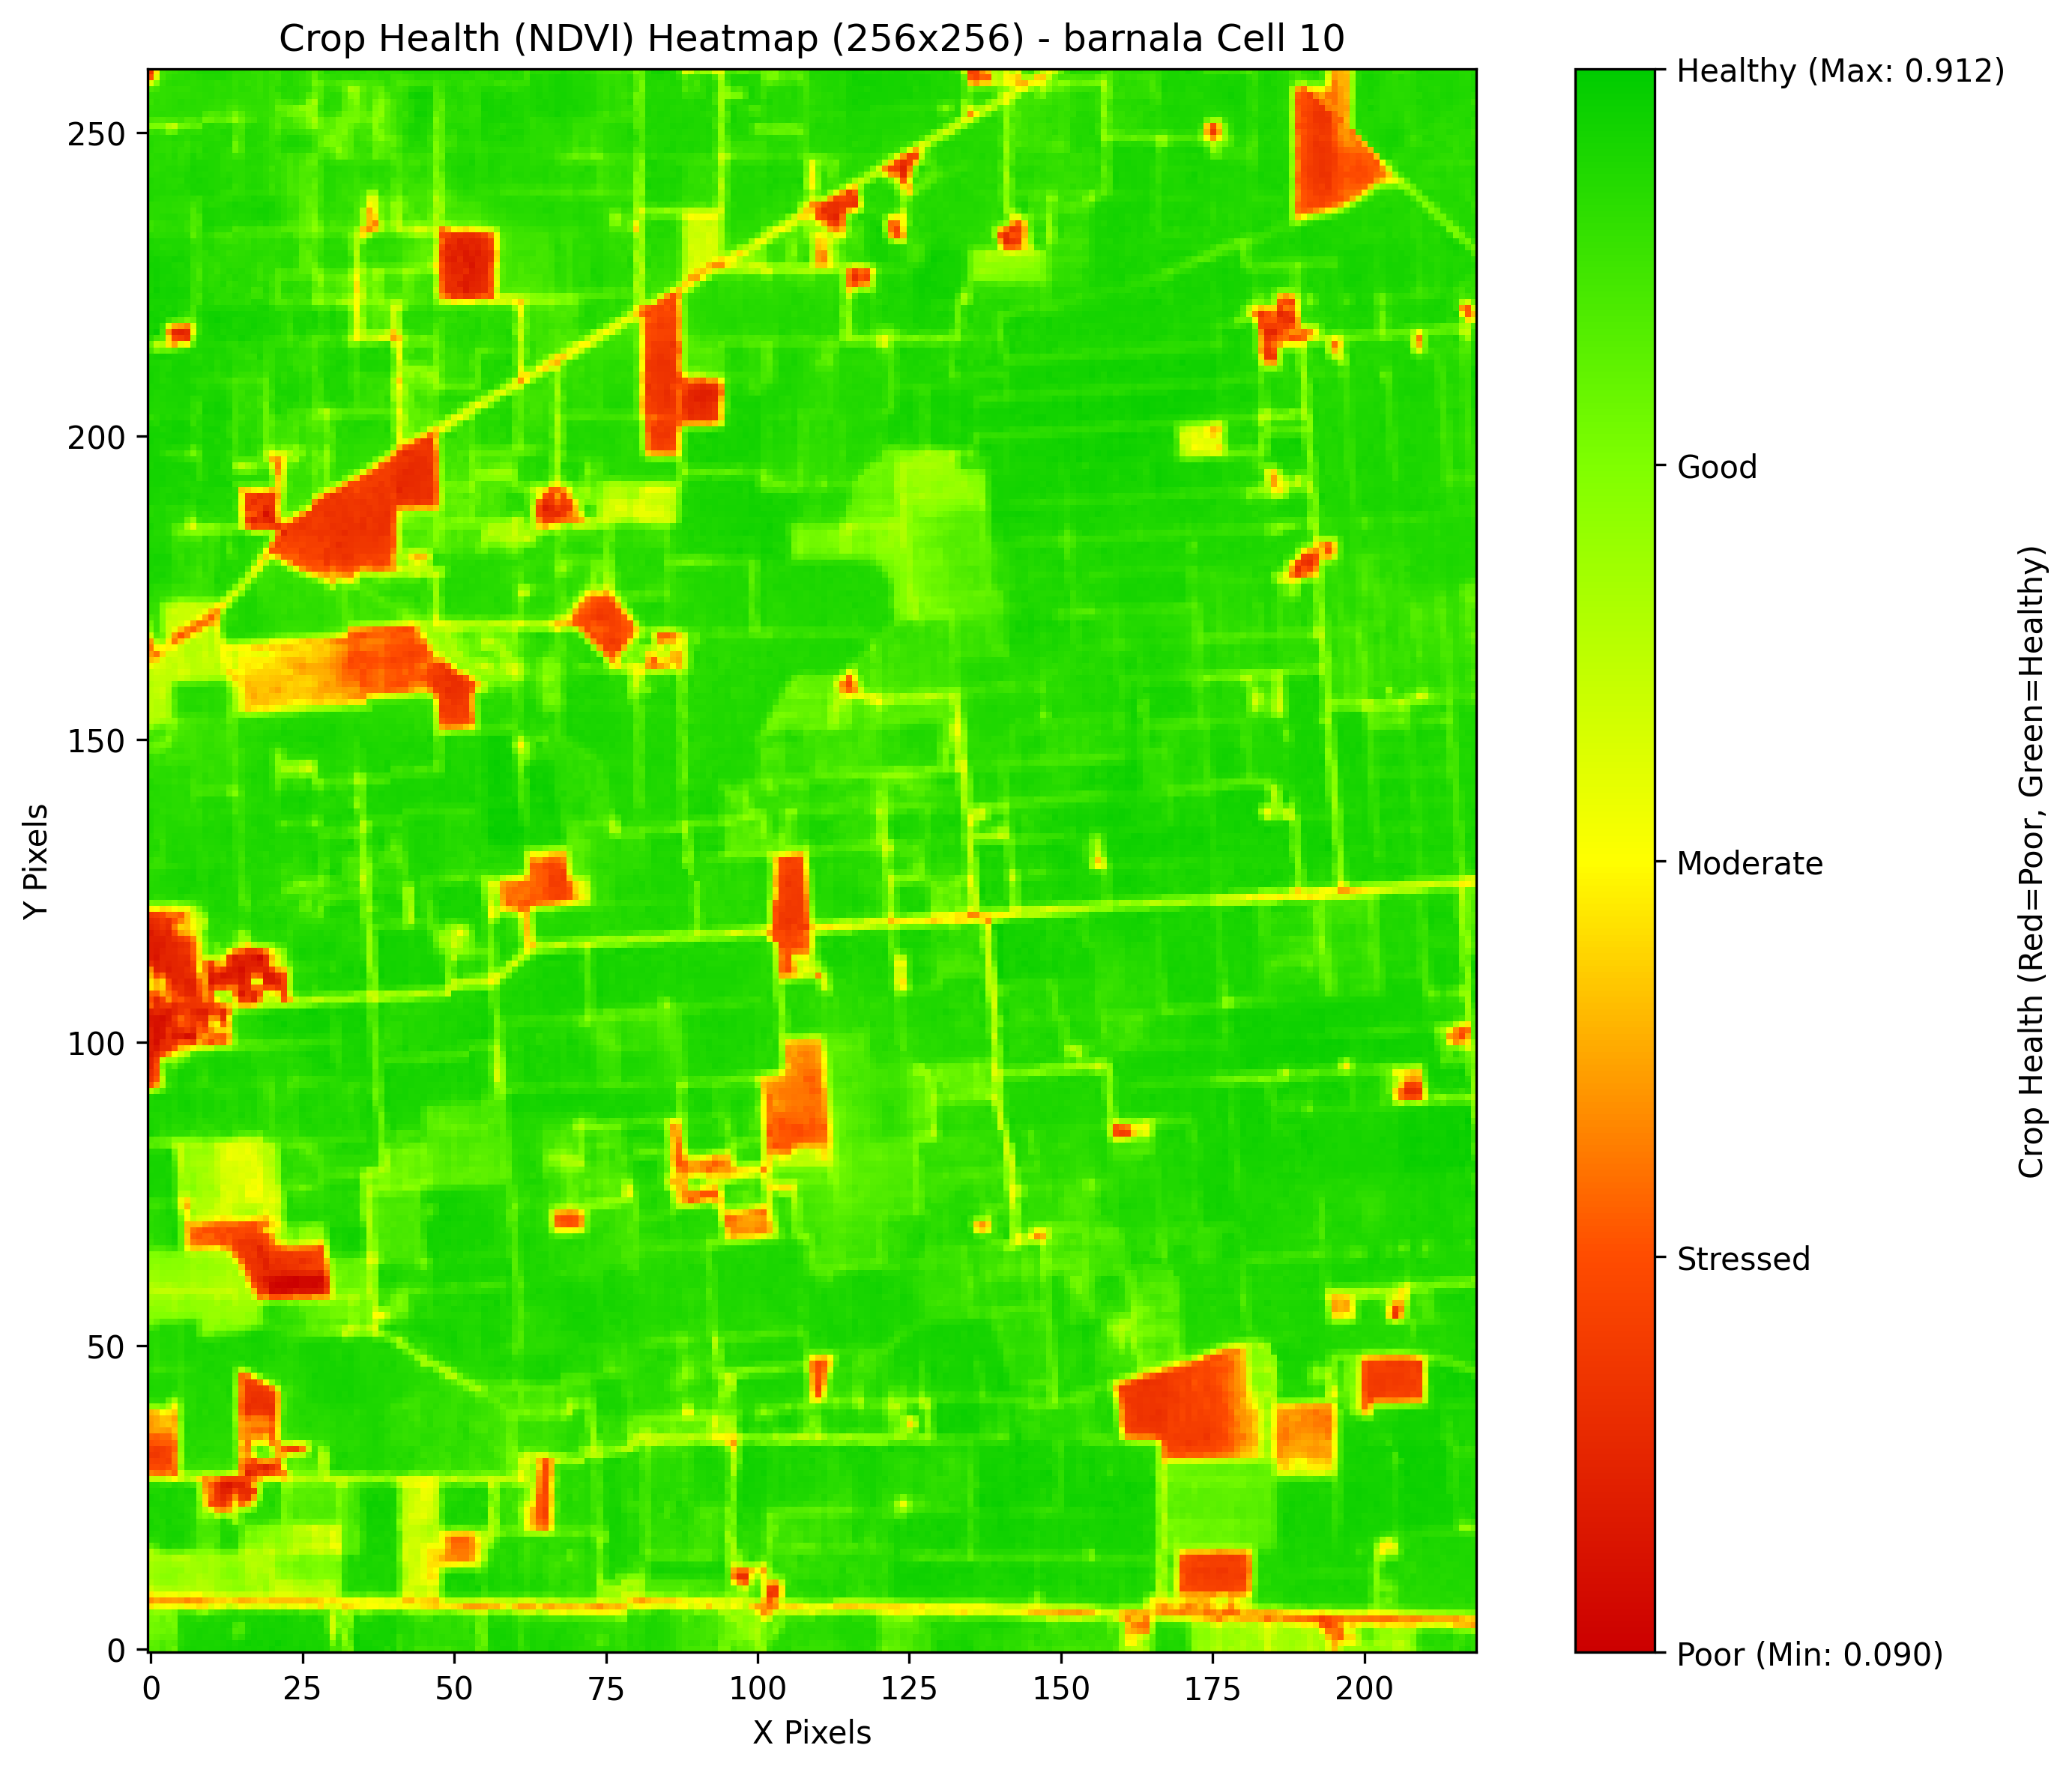 Crop Health (NDVI) Heatmap (256x256) - barnala Cell 10
Healthy (Max: 0.912)
Good
Moderate
Stressed
Poor (Min: 0.090)
Crop Health (Red=Poor, Green=Healthy)
Y Pixels
250
200
150
100
50
0
0 25 50 75 100 125 150 175 200
X Pixels